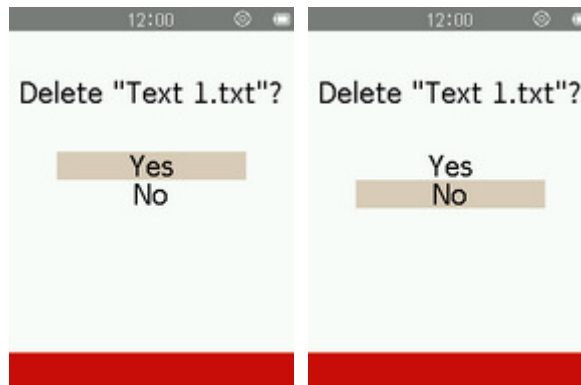 12:00
Delete "Text 1.txt"?
Yes
No
12:00
Delete "Text 1.txt"?
Yes
No